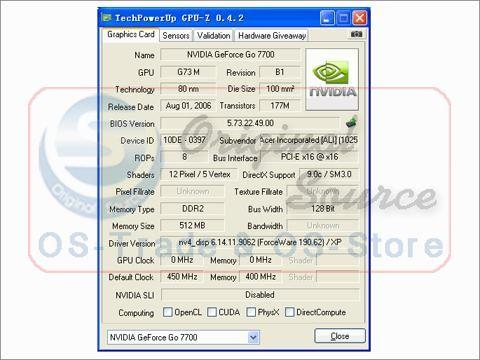 TechPowerUp GPU-Z 0.4.2
Graphics Card Sensors Validation Hardware Giveaway
Name NVIDIA GeForce Go 7700
GPU G73 M Revision B1
Technology 80 nm Die Size 100 mm²
Release Date Aug 01, 2006 Transistors 177M
NVIDIA
BIOS Version 5.73.22.49.00
Device ID 10DE - 0397 Subvendor Acer Incorporated [ALI] (1025
ROPs 8 Bus Interface PCI-E x16 @ x16
Shaders 12 Pixel / 5 Vertex DirectX Support 9.0c / SM3.0
Pixel Fillrate Unknown Texture Fillrate Unknown
Memory Type DDR2 Bus Width 128 Bit
Memory Size 512 MB Bandwidth Unknown
Driver Version nv4_disp 6.14.11.9062 (ForceWare 190.62) / XP
GPU Clock 0 MHz Memory 0 MHz Shader
Default Clock 450 MHz Memory 400 MHz Shader
NVIDIA SLI Disabled
Computing OpenCL CUDA PhysX DirectCompute
NVIDIA GeForce Go 7700 Close
Original
Source
OS-Trade & OS-Store